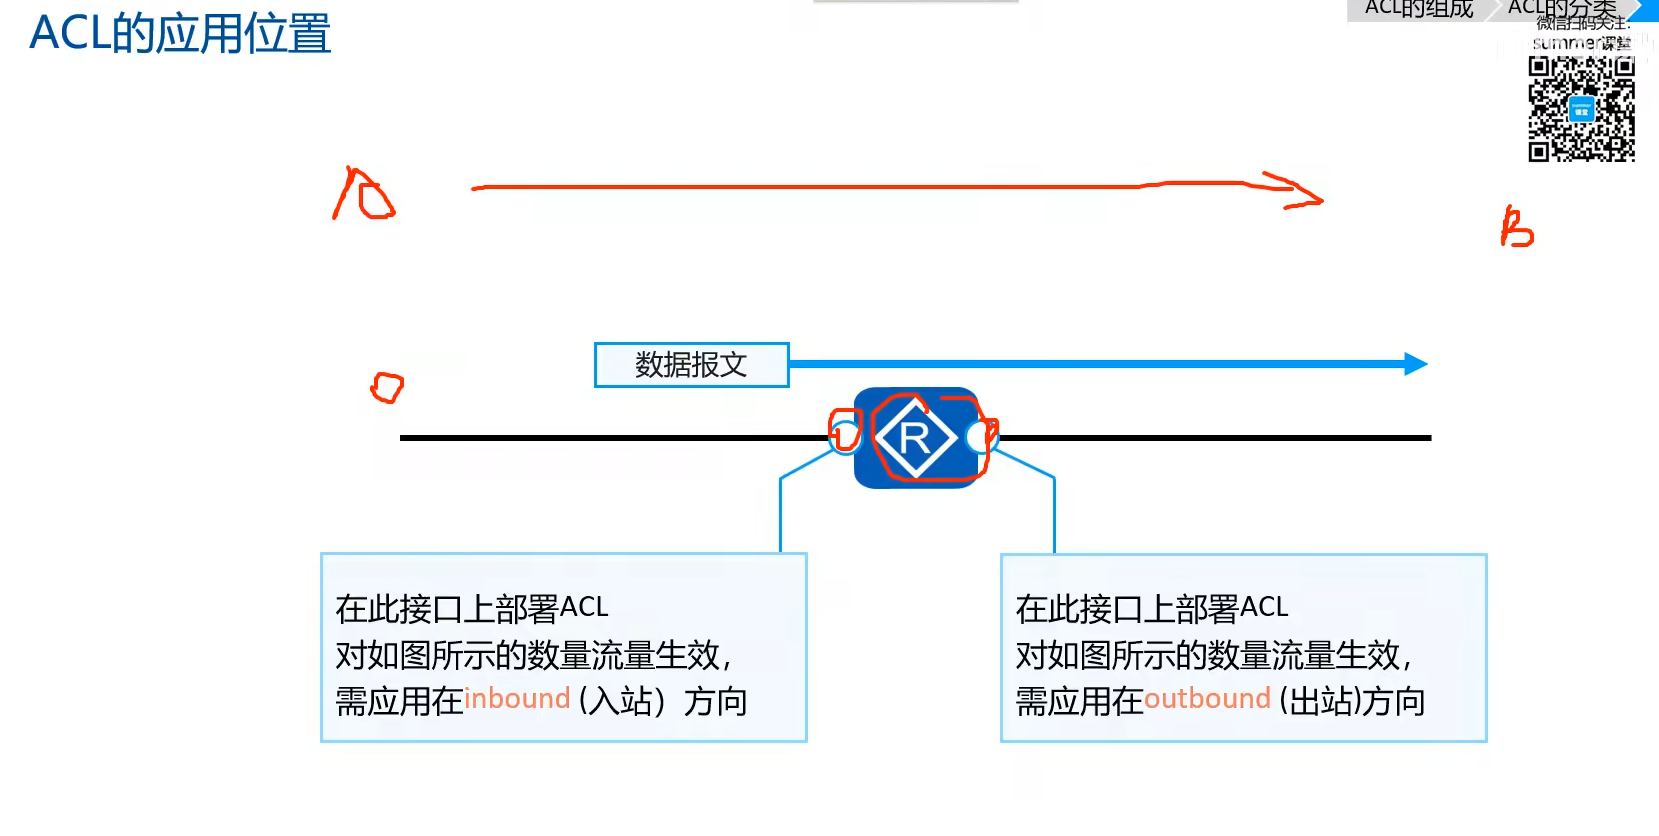 ACL的应用位置
ACL的组成
ACL的分类
微信扫码关注:
summer课堂
A
B
数据报文
R
在此接口上部署ACL
对如图所示的数量流量生效,
需应用在inbound (入站）方向
在此接口上部署ACL
对如图所示的数量流量生效,
需应用在outbound (出站)方向